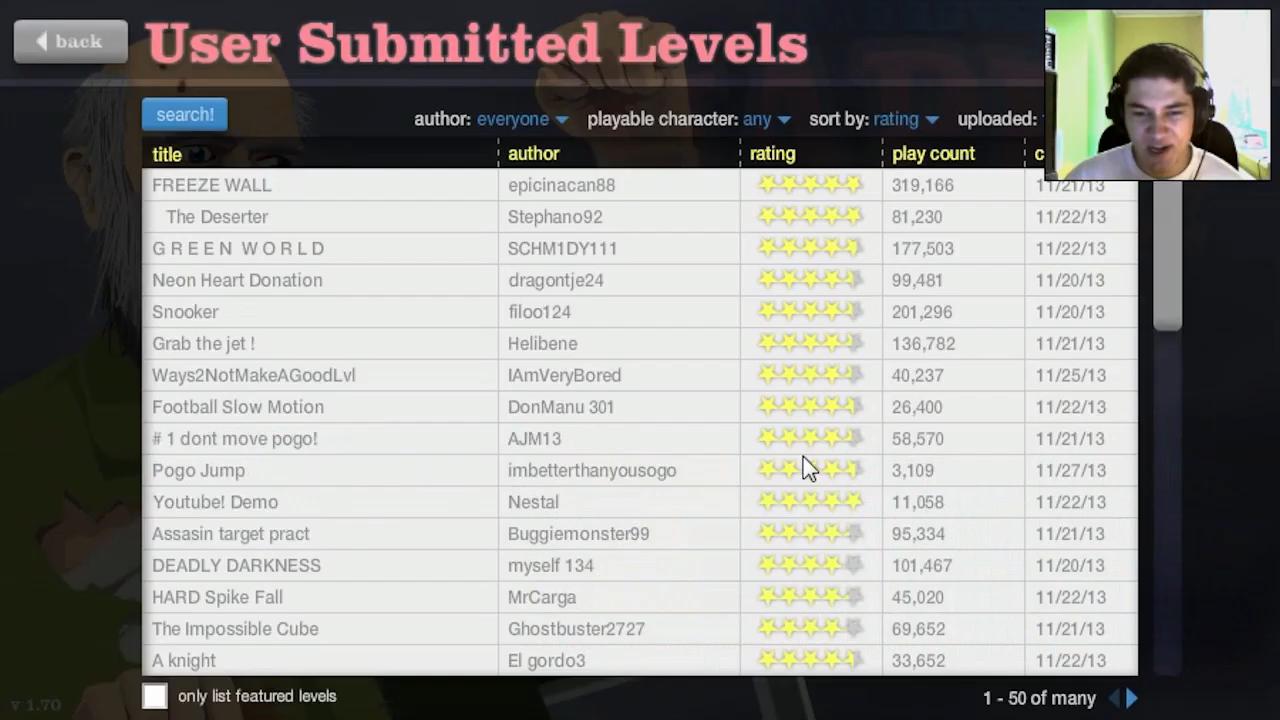 back
User Submitted Levels
search!
author: everyone playable character: any sort by: rating uploaded:
title author rating play count c
FREEZE WALL epicinacan88 319,166 11/21/13
The Deserter Stephano92 81,230 11/22/13
G R E E N W O R L D SCHM1DY111 177,503 11/22/13
Neon Heart Donation dragontje24 99,481 11/20/13
Snooker filoo124 201,296 11/20/13
Grab the jet ! Helibene 136,782 11/21/13
Ways2NotMakeAGoodLvl IAmVeryBored 40,237 11/25/13
Football Slow Motion DonManu 301 26,400 11/22/13
# 1 dont move pogo! AJM13 58,570 11/21/13
Pogo Jump imbetterthanyousogo 3,109 11/27/13
Youtube! Demo Nestal 11,058 11/22/13
Assasin target pract Buggiemonster99 95,334 11/21/13
DEADLY DARKNESS myself 134 101,467 11/20/13
HARD Spike Fall MrCarga 45,020 11/22/13
The Impossible Cube Ghostbuster2727 69,652 11/21/13
A knight El gordo3 33,652 11/22/13
only list featured levels 1 - 50 of many
v 1.70